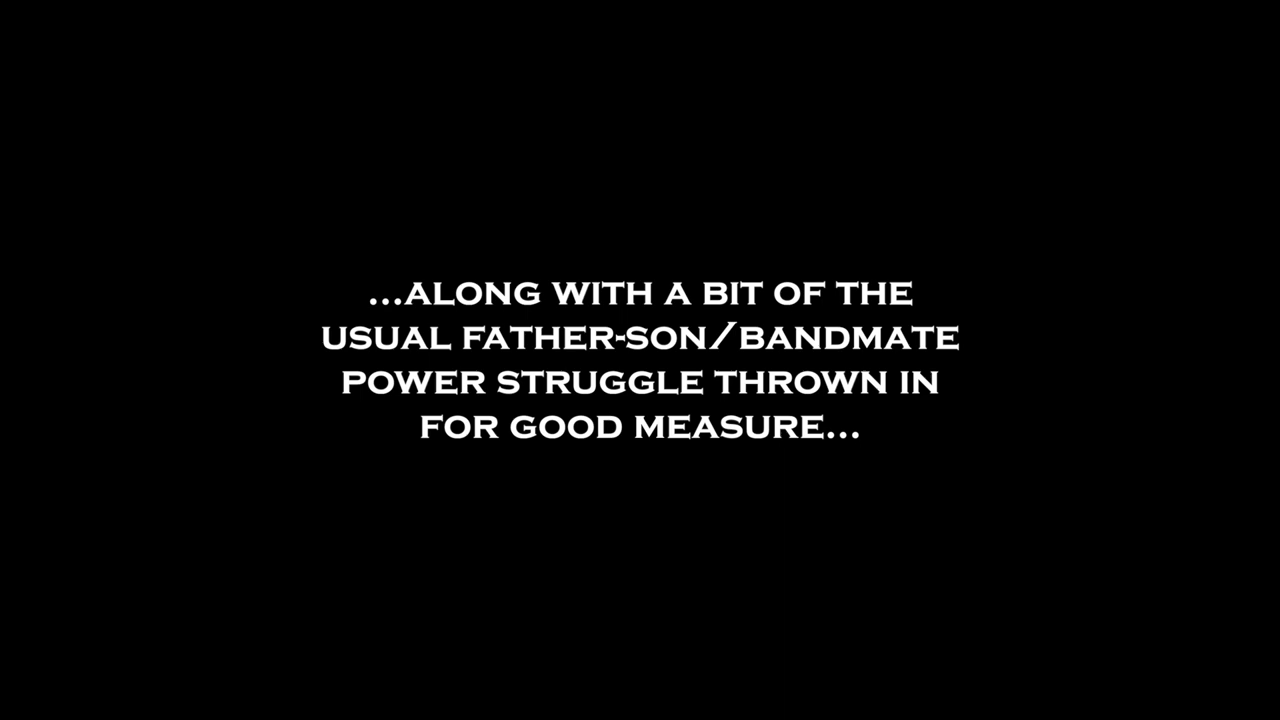 ...ALONG WITH A BIT OF THE
USUAL FATHER-SON/BANDMATE
POWER STRUGGLE THROWN IN
FOR GOOD MEASURE...